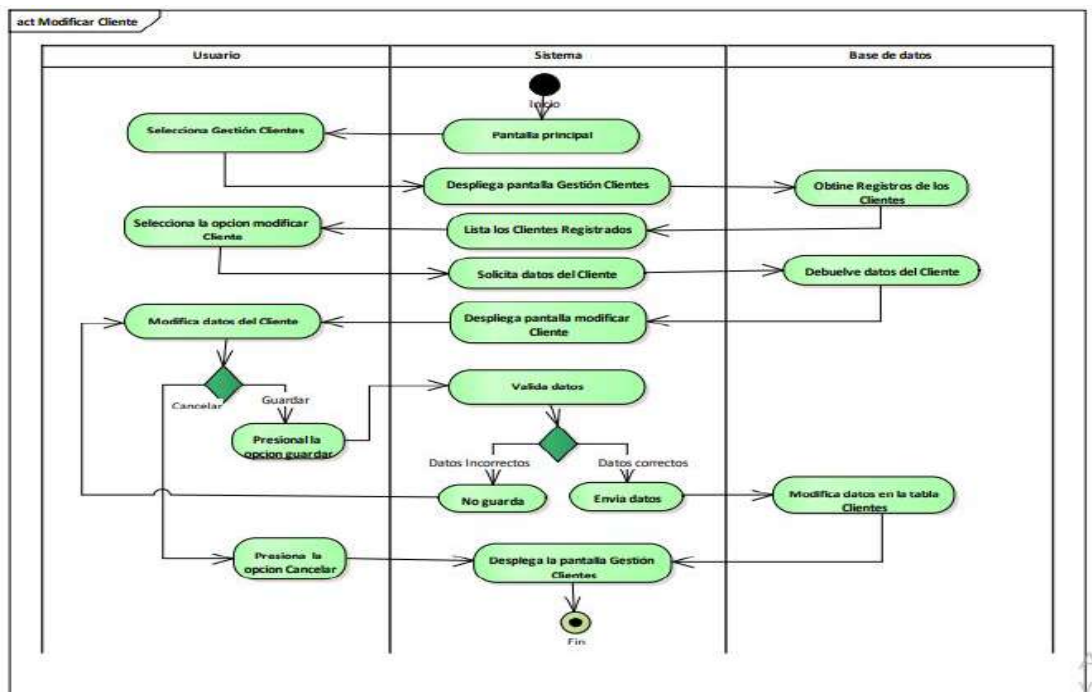 act Modificar Cliente
Usuario
Sistema
Base de datos
Inicio
Selecciona Gestión Clientes
Pantalla principal
Despliega pantalla Gestión Clientes
Obtine Registros de los
Clientes
Selecciona la opcion modificar
Cliente
Lista los Clientes Registrados
Solicita datos del Cliente
Debuelve datos del Cliente
Modifica datos del Cliente
Despliega pantalla modificar
Cliente
Cancelar
Guardar
Valida datos
Presional la
opcion guardar
Datos Incorrectos
Datos correctos
No guarda
Envia datos
Modifica datos en la tabla
Clientes
Presiona la
opcion Cancelar
Desplega la pantalla Gestión
Clientes
Fin